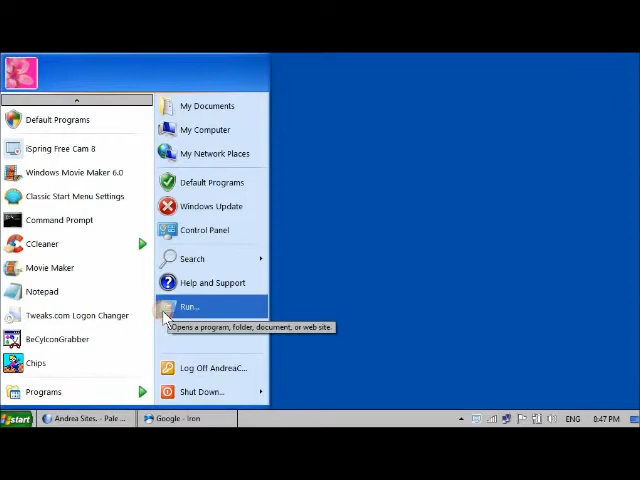 Default Programs
iSpring Free Cam 8
Windows Movie Maker 6.0
Classic Start Menu Settings
Command Prompt
CCleaner
Movie Maker
Notepad
Tweaks.com Logon Changer
BeCyIconGrabber
Chips
Programs
My Documents
My Computer
My Network Places
Default Programs
Windows Update
Control Panel
Search
Help and Support
Run...
Opens a program, folder, document, or web site.
Log Off AndreaC...
Shut Down...
start
Andrea Sites. - Pale ...
Google - Iron
ENG
8:47 PM